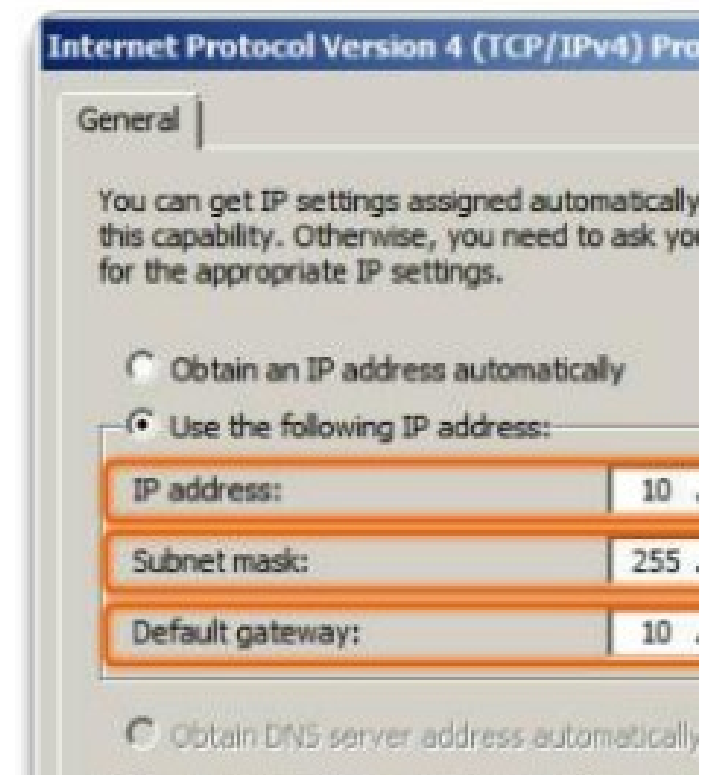 Internet Protocol Version 4 (TCP/IPv4) Pro
General
You can get IP settings assigned automatically
this capability. Otherwise, you need to ask you
for the appropriate IP settings.
Obtain an IP address automatically
Use the following IP address:
IP address: 10 .
Subnet mask: 255 .
Default gateway: 10 .
Obtain DNS server address automatically